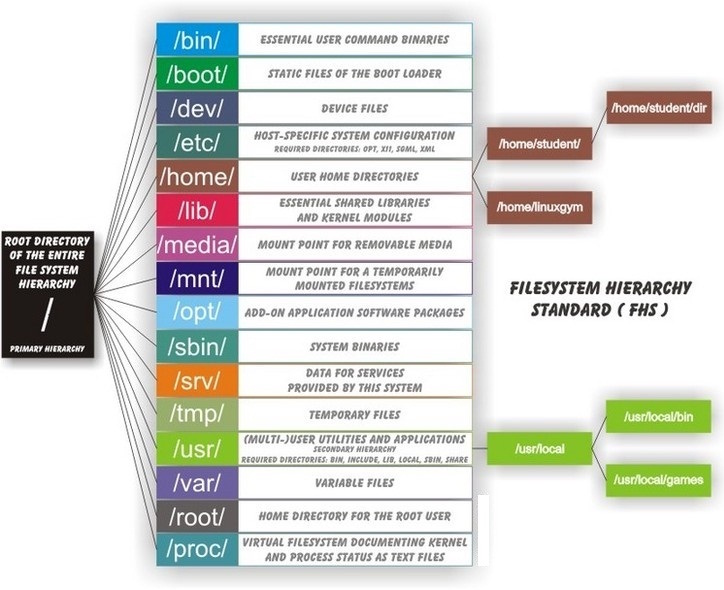 ROOT DIRECTORY
OF THE ENTIRE
FILE SYSTEM
HIERARCHY
/
PRIMARY HIERARCHY
/bin/
ESSENTIAL USER COMMAND BINARIES
/boot/
STATIC FILES OF THE BOOT LOADER
/dev/
DEVICE FILES
/etc/
HOST-SPECIFIC SYSTEM CONFIGURATION
REQUIRED DIRECTORIES: OPT, X11, SGML, XML
/home/
USER HOME DIRECTORIES
/home/student/
/home/student/dir
/home/linuxgym
/lib/
ESSENTIAL SHARED LIBRARIES
AND KERNEL MODULES
/media/
MOUNT POINT FOR REMOVABLE MEDIA
/mnt/
MOUNT POINT FOR A TEMPORARILY
MOUNTED FILESYSTEMS
/opt/
ADD-ON APPLICATION SOFTWARE PACKAGES
/sbin/
SYSTEM BINARIES
/srv/
DATA FOR SERVICES
PROVIDED BY THIS SYSTEM
/tmp/
TEMPORARY FILES
/usr/
(MULTI-)USER UTILITIES AND APPLICATIONS
SECONDARY HIERARCHY
REQUIRED DIRECTORIES: BIN, INCLUDE, LIB, LOCAL, SBIN, SHARE
/usr/local
/usr/local/bin
/usr/local/games
/var/
VARIABLE FILES
/root/
HOME DIRECTORY FOR THE ROOT USER
/proc/
VIRTUAL FILESYSTEM DOCUMENTING KERNEL
AND PROCESS STATUS AS TEXT FILES
FILESYSTEM HIERARCHY
STANDARD ( FHS )